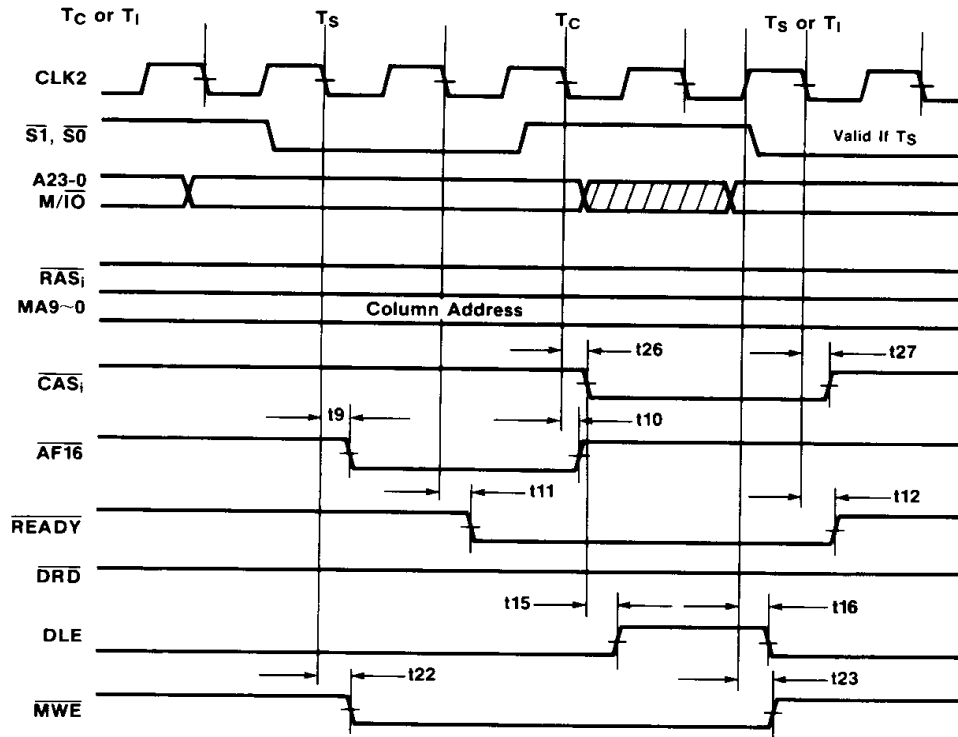 TC or TI TS TC TS or TI
CLK2
S1, S0 Valid If TS
A23-0
M/IO
RASi
MA9~0 Column Address
t26 t27
CASi
t9 t10
AF16
t11 t12
READY
DRD
t15 t16
DLE
t22 t23
MWE